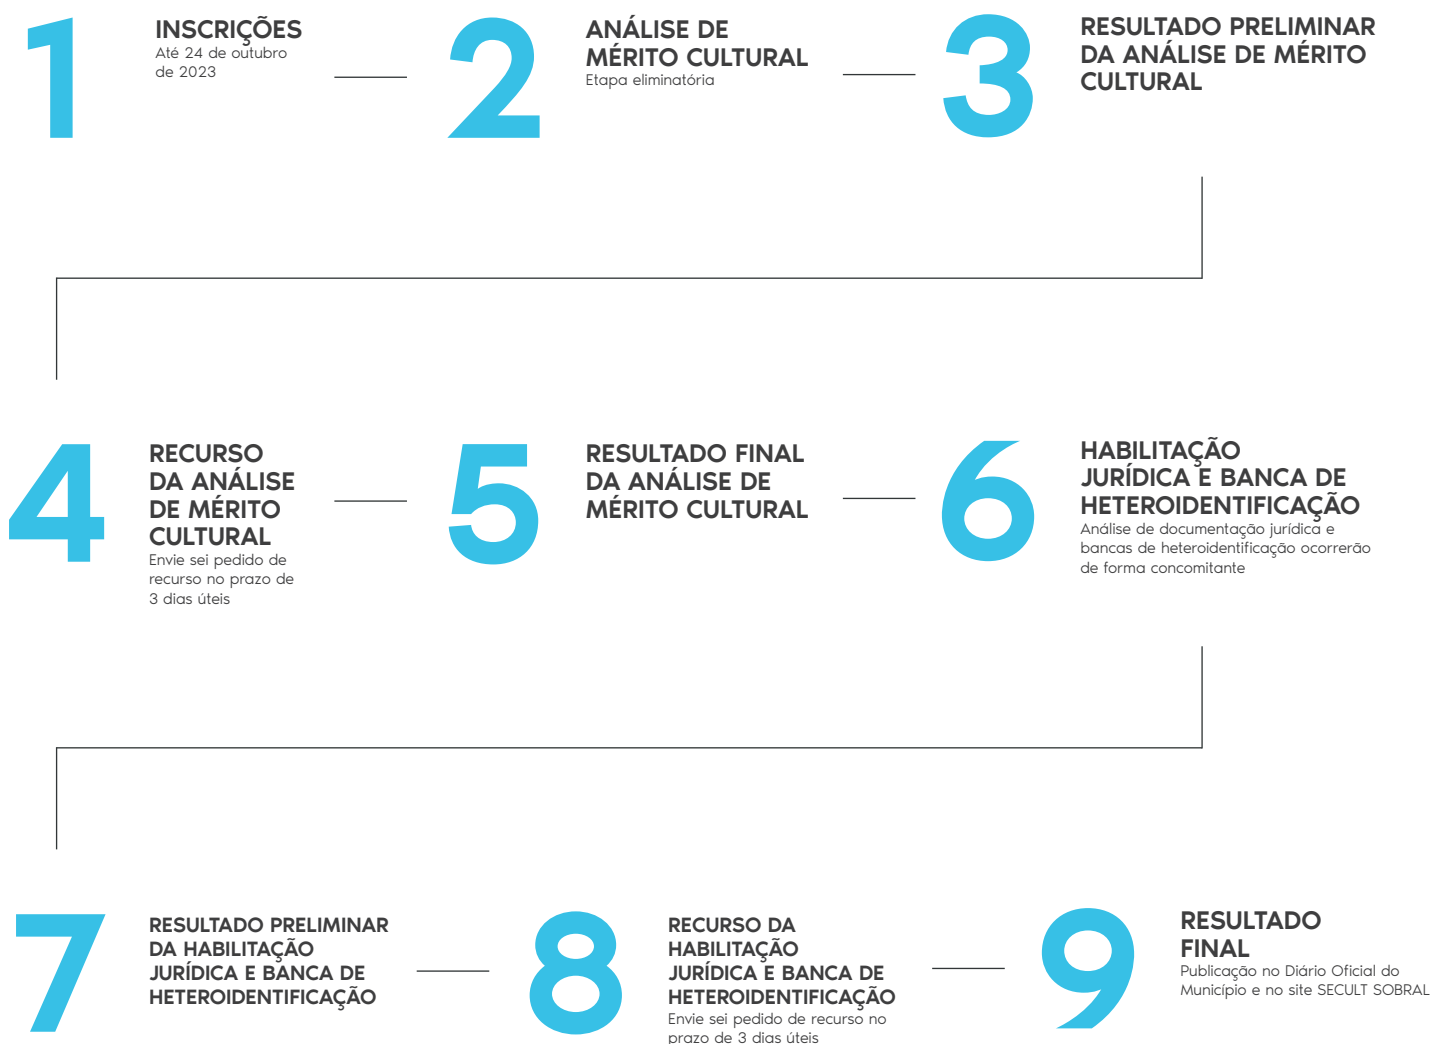 1
INSCRIÇÕES
Até 24 de outubro
de 2023
2
ANÁLISE DE
MÉRITO CULTURAL
Etapa eliminatória
3
RESULTADO PRELIMINAR
DA ANÁLISE DE MÉRITO
CULTURAL
4
RECURSO
DA ANÁLISE
DE MÉRITO
CULTURAL
Envie sei pedido de
recurso no prazo de
3 dias úteis
5
RESULTADO FINAL
DA ANÁLISE DE
MÉRITO CULTURAL
6
HABILITAÇÃO
JURÍDICA E BANCA DE
HETEROIDENTIFICAÇÃO
Análise de documentação jurídica e
bancas de heteroidentificação ocorrerão
de forma concomitante
7
RESULTADO PRELIMINAR
DA HABILITAÇÃO
JURÍDICA E BANCA DE
HETEROIDENTIFICAÇÃO
8
RECURSO DA
HABILITAÇÃO
JURÍDICA E BANCA DE
HETEROIDENTIFICAÇÃO
Envie sei pedido de recurso no
prazo de 3 dias úteis
9
RESULTADO
FINAL
Publicação no Diário Oficial do
Município e no site SECULT SOBRAL